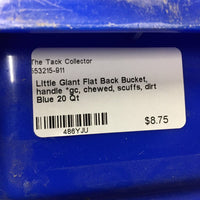 The Tack Collector
553215-911
Little Giant Flat Back Bucket,
handle *gc, chewed, scuffs, dirt
Blue 20 Qt
$8.75
486YJU